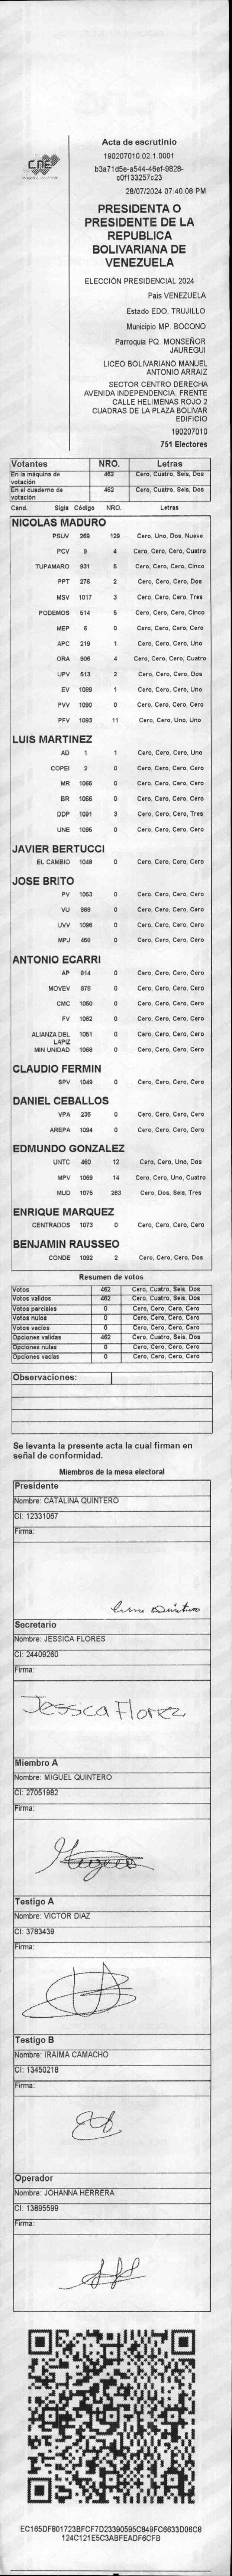 CNE
Acta de escrutinio
190207010.02.1.0001
b3a71d5e-a544-46ef-9828-
c0f133257c23
28/07/2024 07:40:08 PM
PRESIDENTA O
PRESIDENTE DE LA
REPUBLICA
BOLIVARIANA DE
VENEZUELA
ELECCIÓN PRESIDENCIAL 2024
Pais VENEZUELA
Estado EDO. TRUJILLO
Municipio MP. BOCONO
Parroquia PQ. MONSEÑOR
JAUREGUI
LICEO BOLIVARIANO MANUEL
ANTONIO ARRAIZ
SECTOR CENTRO DERECHA
AVENIDA INDEPENDENCIA. FRENTE
CALLE HELIMENAS ROJO 2
CUADRAS DE LA PLAZA BOLIVAR
EDIFICIO
190207010
751 Electores
Votantes NRO. Letras
En la máquina de votación 462 Cero, Cuatro, Seis, Dos
En el cuaderno de votación 462 Cero, Cuatro, Seis, Dos
Cand. Sigla Código NRO. Letras
NICOLAS MADURO
PSUV 269 129 Cero, Uno, Dos, Nueve
PCV 9 4 Cero, Cero, Cero, Cuatro
TUPAMARO 931 5 Cero, Cero, Cero, Cinco
PPT 276 2 Cero, Cero, Cero, Dos
MSV 1017 3 Cero, Cero, Cero, Tres
PODEMOS 514 5 Cero, Cero, Cero, Cinco
MEP 6 0 Cero, Cero, Cero, Cero
APC 219 1 Cero, Cero, Cero, Uno
ORA 906 4 Cero, Cero, Cero, Cuatro
UPV 513 2 Cero, Cero, Cero, Dos
EV 1089 1 Cero, Cero, Cero, Uno
PVV 1090 0 Cero, Cero, Cero, Cero
PFV 1093 11 Cero, Cero, Uno, Uno
LUIS MARTINEZ
AD 1 1 Cero, Cero, Cero, Uno
COPEI 2 0 Cero, Cero, Cero, Cero
MR 1065 0 Cero, Cero, Cero, Cero
BR 1066 0 Cero, Cero, Cero, Cero
DDP 1091 3 Cero, Cero, Cero, Tres
UNE 1095 0 Cero, Cero, Cero, Cero
JAVIER BERTUCCI
EL CAMBIO 1048 0 Cero, Cero, Cero, Cero
JOSE BRITO
PV 1053 0 Cero, Cero, Cero, Cero
VU 989 0 Cero, Cero, Cero, Cero
UVV 1096 0 Cero, Cero, Cero, Cero
MPJ 458 0 Cero, Cero, Cero, Cero
ANTONIO ECARRI
AP 914 0 Cero, Cero, Cero, Cero
MOVEV 878 0 Cero, Cero, Cero, Cero
CMC 1050 0 Cero, Cero, Cero, Cero
FV 1062 0 Cero, Cero, Cero, Cero
ALIANZA DEL LAPIZ 1051 0 Cero, Cero, Cero, Cero
MIN UNIDAD 1068 0 Cero, Cero, Cero, Cero
CLAUDIO FERMIN
SPV 1049 0 Cero, Cero, Cero, Cero
DANIEL CEBALLOS
VPA 236 0 Cero, Cero, Cero, Cero
AREPA 1094 0 Cero, Cero, Cero, Cero
EDMUNDO GONZALEZ
UNTC 460 12 Cero, Cero, Uno, Dos
MPV 1069 14 Cero, Cero, Uno, Cuatro
MUD 1075 263 Cero, Dos, Seis, Tres
ENRIQUE MARQUEZ
CENTRADOS 1073 0 Cero, Cero, Cero, Cero
BENJAMIN RAUSSEO
CONDE 1092 2 Cero, Cero, Cero, Dos
Resumen de votos
Votos 462 Cero, Cuatro, Seis, Dos
Votos validos 462 Cero, Cuatro, Seis, Dos
Votos parciales 0 Cero, Cero, Cero, Cero
Votos nulos 0 Cero, Cero, Cero, Cero
Votos vacios 0 Cero, Cero, Cero, Cero
Opciones validas 462 Cero, Cuatro, Seis, Dos
Opciones nulas 0 Cero, Cero, Cero, Cero
Opciones vacias 0 Cero, Cero, Cero, Cero
Observaciones:
Se levanta la presente acta la cual firman en
señal de conformidad.
Miembros de la mesa electoral
Presidente
Nombre: CATALINA QUINTERO
CI: 12331067
Firma:
Quintero
Secretario
Nombre: JESSICA FLORES
CI: 24409260
Firma:
Jessica Florez
Miembro A
Nombre: MIGUEL QUINTERO
CI: 27051982
Firma:
Testigo A
Nombre: VICTOR DIAZ
CI: 3783439
Firma:
Testigo B
Nombre: IRAIMA CAMACHO
CI: 13450218
Firma:
Operador
Nombre: JOHANNA HERRERA
CI: 13895599
Firma:
EC165DF801723BFCF7D23390595C849FC6633D06C8
124C121E5C3ABFEADF6CFB